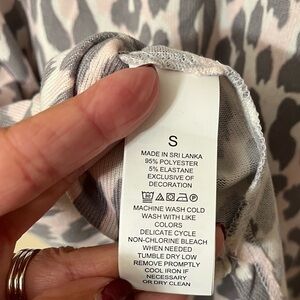 S
MADE IN SRI LANKA
95% POLYESTER
5% ELASTANE
EXCLUSIVE OF
DECORATION
MACHINE WASH COLD
WASH WITH LIKE
COLORS
DELICATE CYCLE
NON-CHLORINE BLEACH
WHEN NEEDED
TUMBLE DRY LOW
REMOVE PROMPTLY
COOL IRON IF
NECESSARY
OR DRY CLEAN